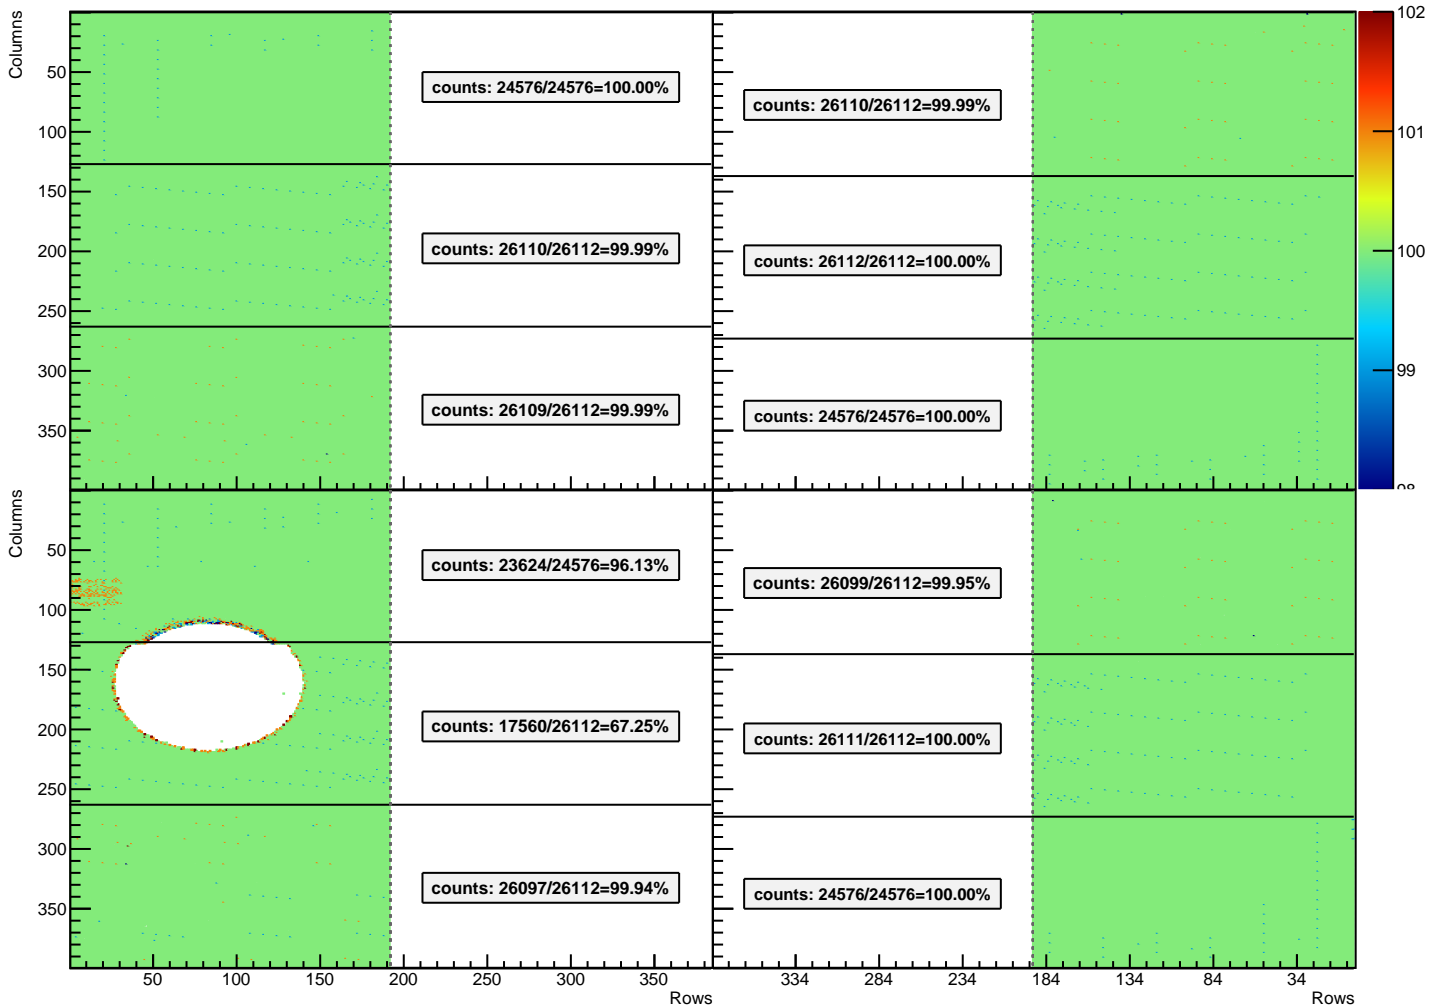 Columns
50
100
150
200
250
300
350
counts: 24576/24576=100.00%
counts: 26110/26112=99.99%
counts: 26109/26112=99.99%
counts: 26110/26112=99.99%
counts: 26112/26112=100.00%
counts: 24576/24576=100.00%
102
101
100
99
98
Columns
50
100
150
200
250
300
350
counts: 23624/24576=96.13%
counts: 17560/26112=67.25%
counts: 26097/26112=99.94%
counts: 26099/26112=99.95%
counts: 26111/26112=100.00%
counts: 24576/24576=100.00%
50 100 150 200 250 300 350
Rows
334 284 234 184 134 84 34
Rows